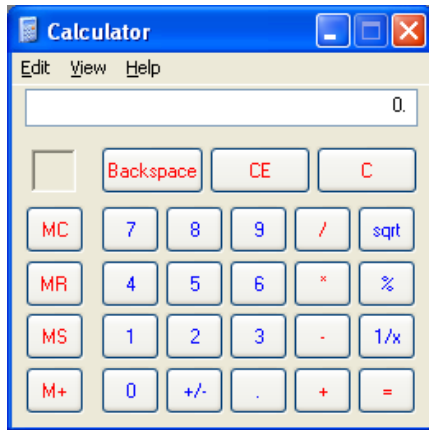 Calculator
Edit View Help
0.
Backspace CE C
MC 7 8 9 / sqrt
MR 4 5 6 * %
MS 1 2 3 - 1/x
M+ 0 +/- . + =